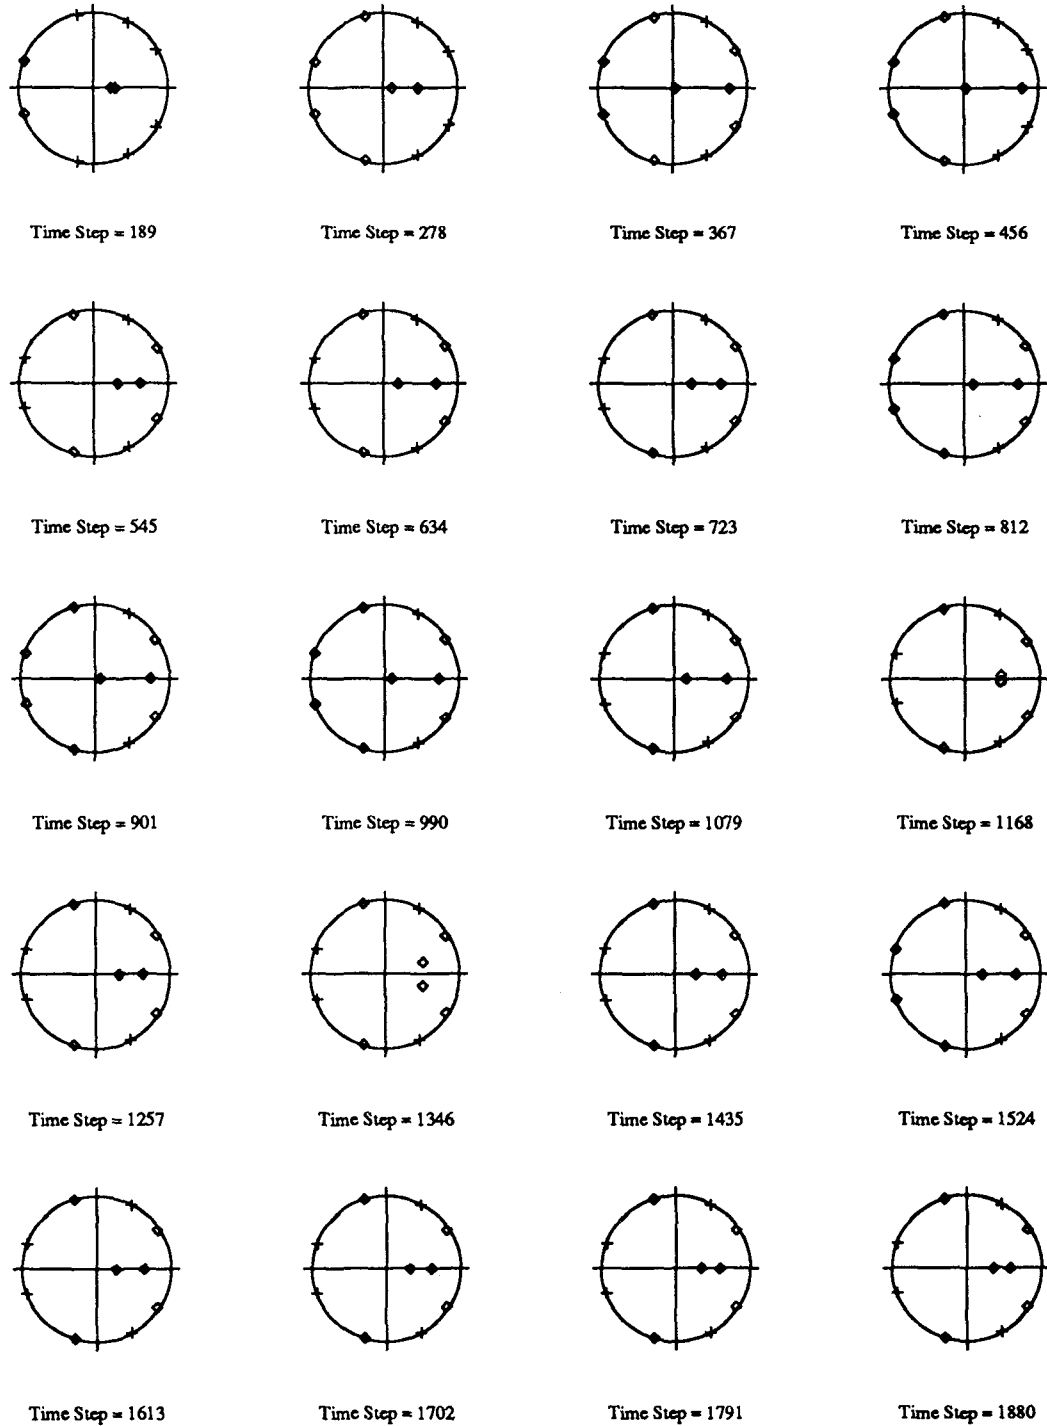 Time Step = 189 Time Step = 278 Time Step = 367 Time Step = 456
Time Step = 545 Time Step = 634 Time Step = 723 Time Step = 812
Time Step = 901 Time Step = 990 Time Step = 1079 Time Step = 1168
Time Step = 1257 Time Step = 1346 Time Step = 1435 Time Step = 1524
Time Step = 1613 Time Step = 1702 Time Step = 1791 Time Step = 1880